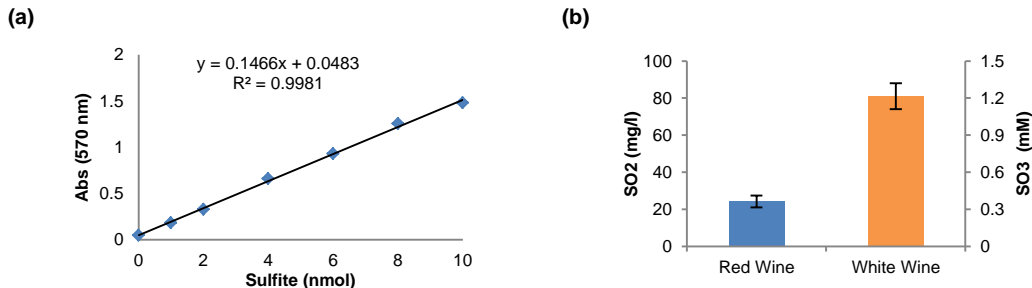 (a)
y = 0.1466x + 0.0483
R² = 0.9981
Abs (570 nm)
2
1.5
1
0.5
0
0 2 4 6 8 10
Sulfite (nmol)
(b)
SO2 (mg/l)
100
80
60
40
20
0
SO3 (mM)
1.5
1.2
0.9
0.6
0.3
0
Red Wine White Wine